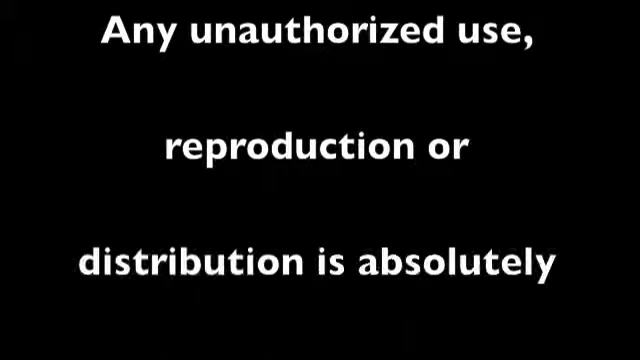 Any unauthorized use,
reproduction or
distribution is absolutely